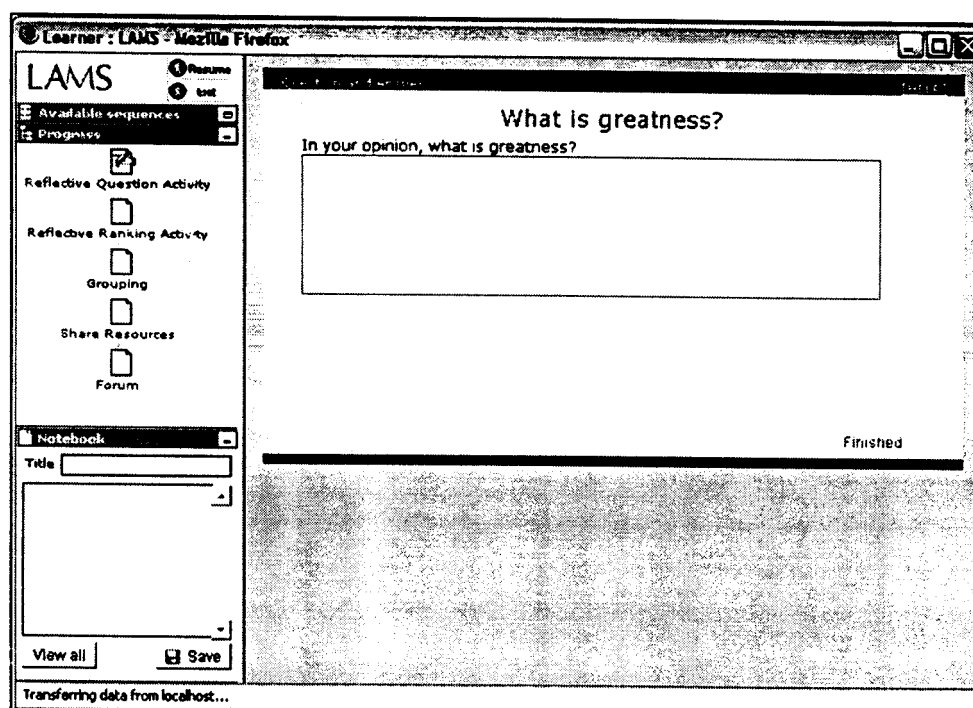 Learner : LAMS - Mozilla Firefox
LAMS
Resume
Exit
Available sequences
Progress
Reflective Question Activity
Reflective Ranking Activity
Grouping
Share Resources
Forum
Notebook
Title
View all
Save
Transferring data from localhost...
What is greatness?
In your opinion, what is greatness?
Finished